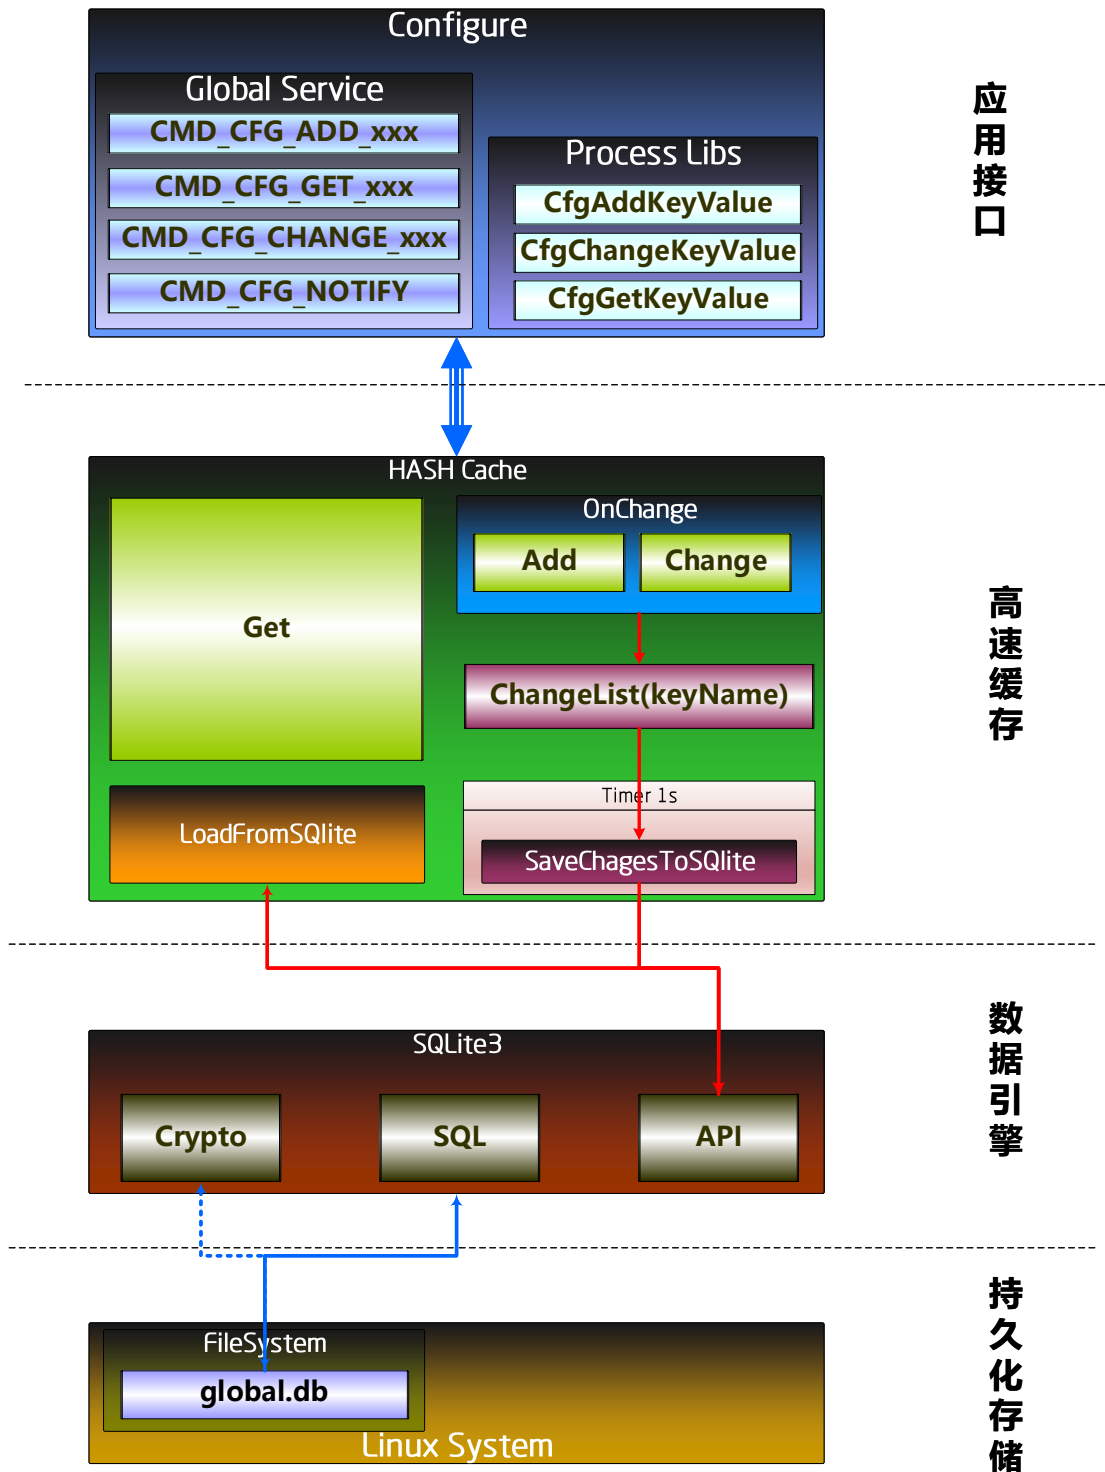 Configure
Global Service
CMD_CFG_ADD_xxx
CMD_CFG_GET_xxx
CMD_CFG_CHANGE_xxx
CMD_CFG_NOTIFY
Process Libs
CfgAddKeyValue
CfgChangeKeyValue
CfgGetKeyValue
应用接口
HASH Cache
Get
OnChange
Add
Change
ChangeList(keyName)
LoadFromSQlite
Timer 1s
SaveChagesToSQlite
高速缓存
SQLite3
Crypto
SQL
API
数据引擎
FileSystem
global.db
Linux System
持久化存储